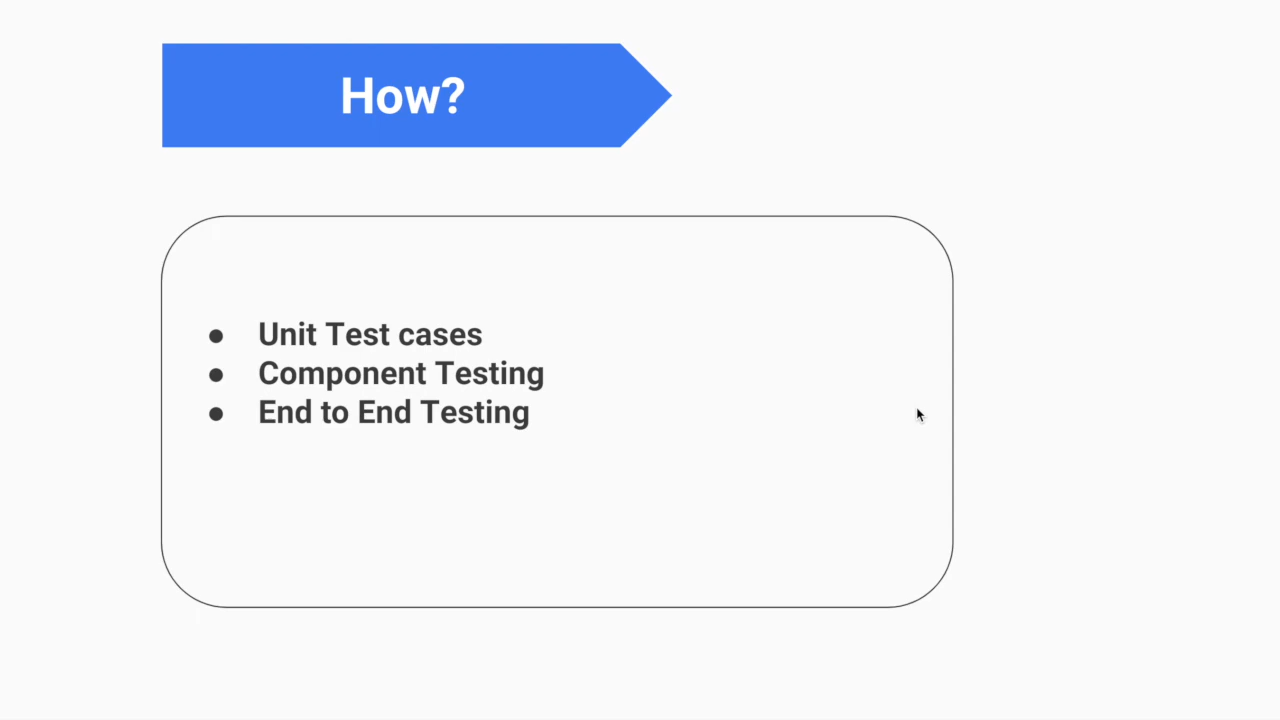 How?
● Unit Test cases
● Component Testing
● End to End Testing